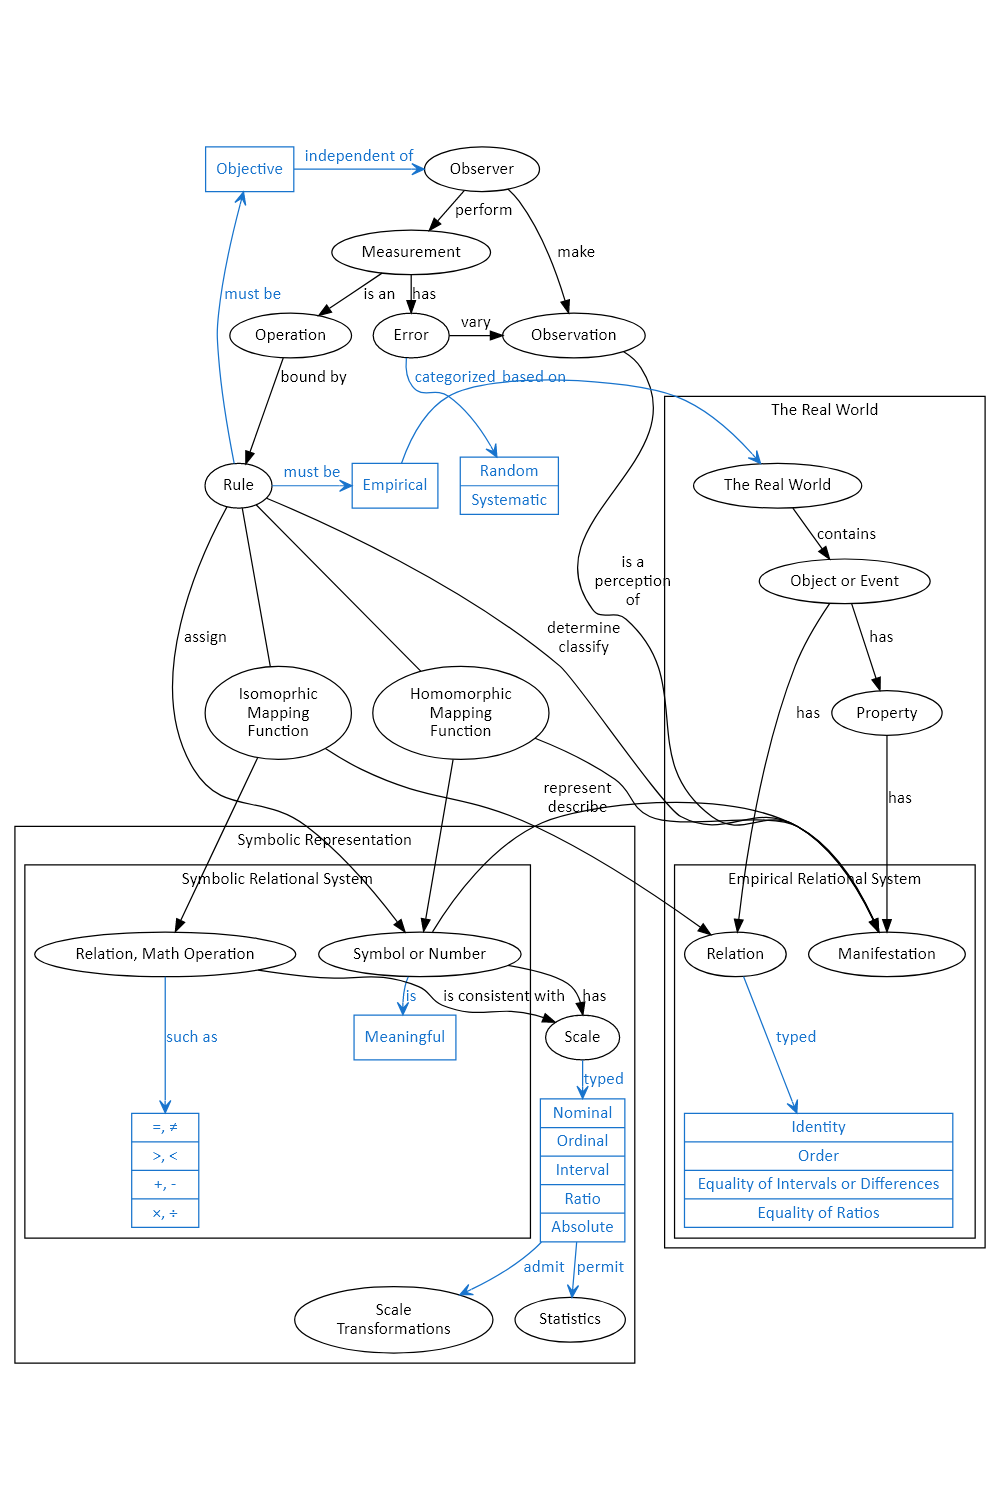 Objective
independent of
Observer
perform
Measurement
make
is an
has
must be
Operation
Error
vary
Observation
bound by
categorized
based on
The Real World
Rule
must be
Empirical
Random
Systematic
The Real World
contains
is a
perception
of
Object or Event
determine
classify
assign
has
Isomoprhic
Mapping
Function
Homomorphic
Mapping
Function
has
Property
represent
describe
has
Symbolic Representation
Symbolic Relational System
Empirical Relational System
Relation, Math Operation
Symbol or Number
Relation
Manifestation
is
is consistent with
has
such as
Meaningful
Scale
typed
typed
=, ≠
>, <
+, -
×, ÷
Nominal
Ordinal
Interval
Ratio
Absolute
Identity
Order
Equality of Intervals or Differences
Equality of Ratios
admit
permit
Scale
Transformations
Statistics